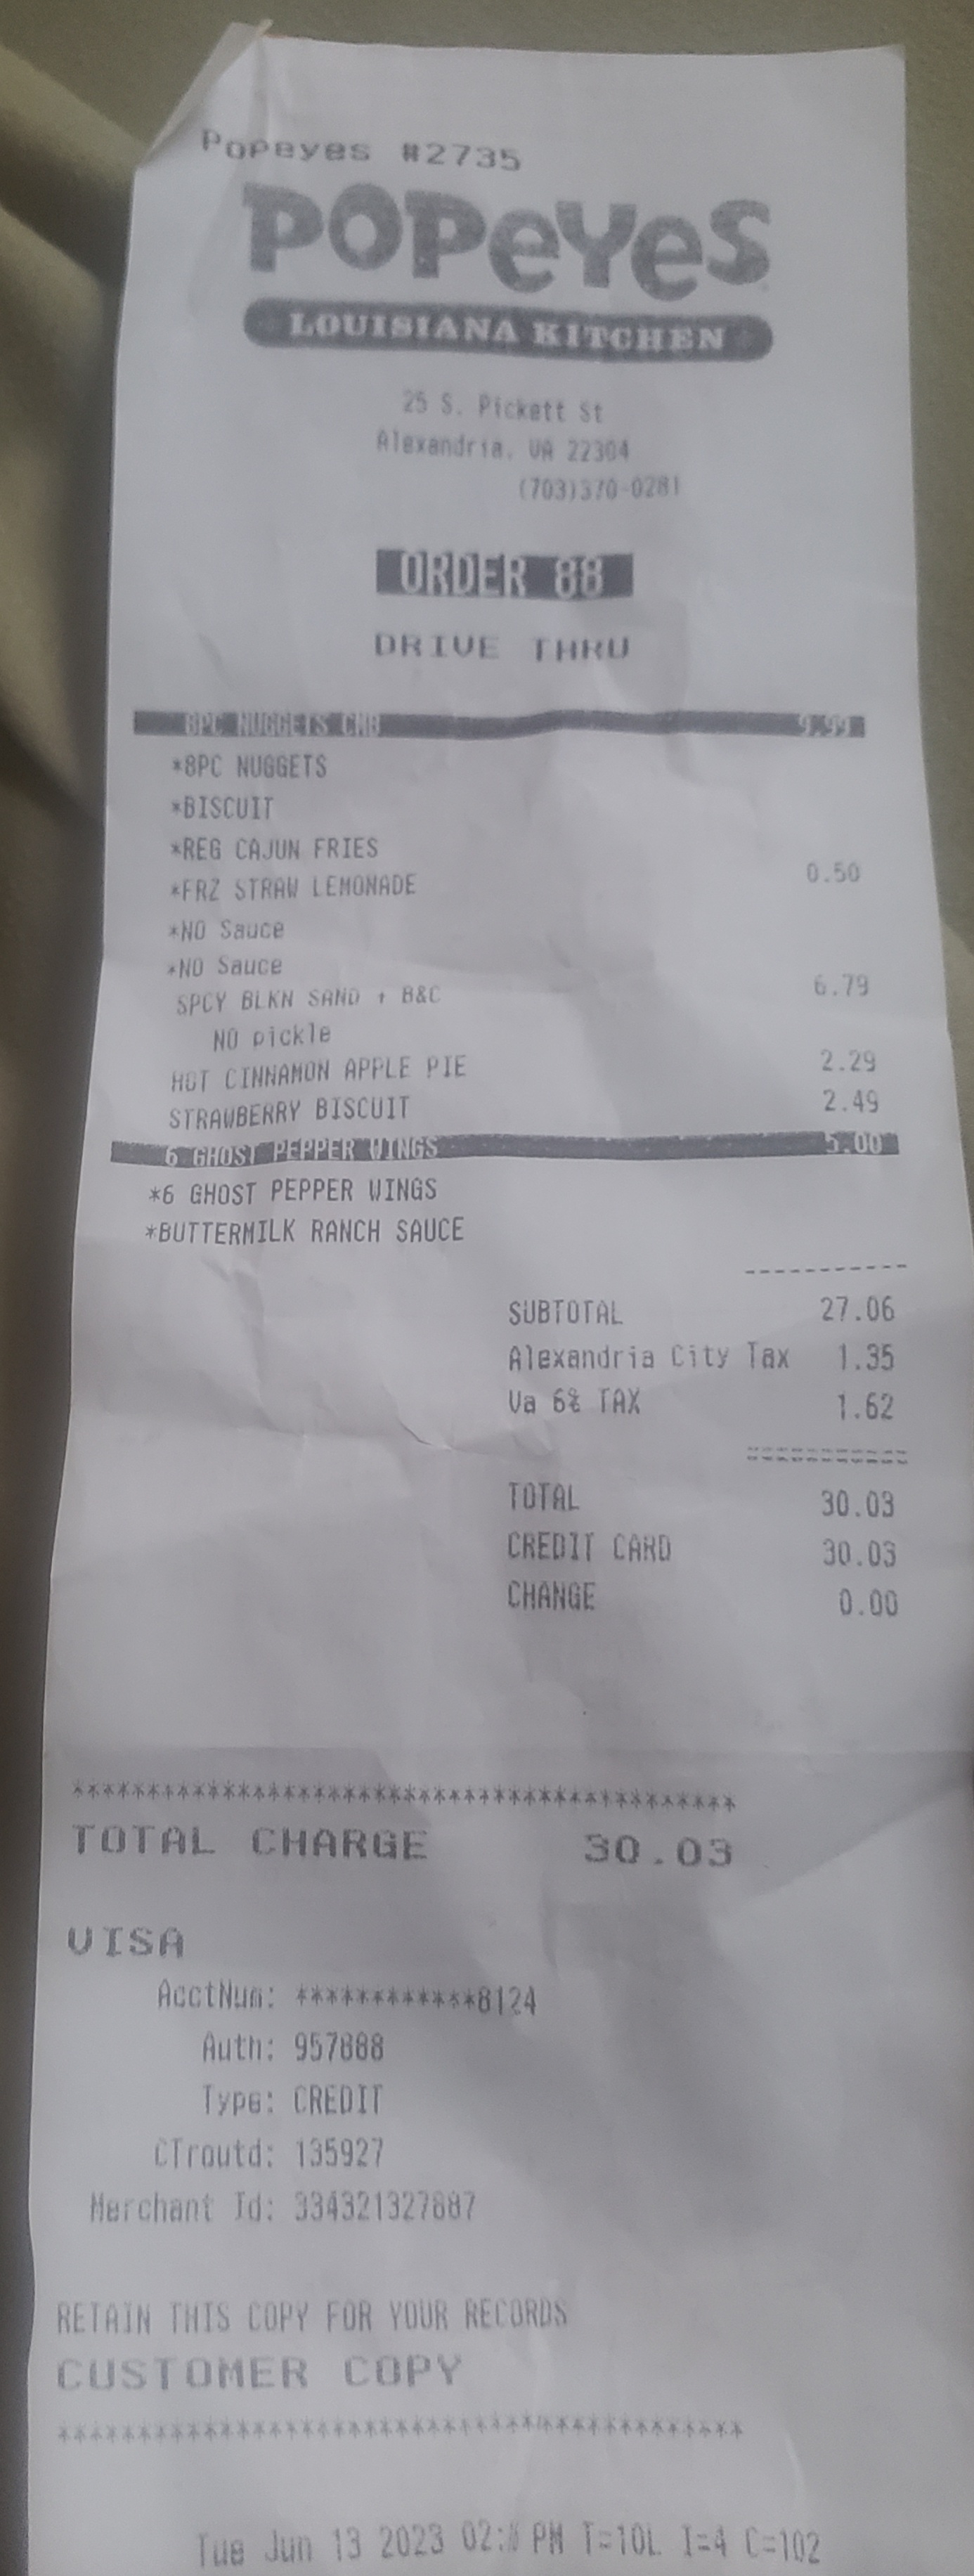 Popeyes #2735
POPEYES
LOUISIANA KITCHEN
25 S. Pickett St
Alexandria, VA 22304
(703)370-0281
ORDER 88
DRIVE THRU
8PC NUGGETS CMB 9.99
*8PC NUGGETS
*BISCUIT
*REG CAJUN FRIES
*FRZ STRAW LEMONADE 0.50
*NO Sauce
*NO Sauce
SPCY BLKN SAND + B&C 6.79
NO pickle
HOT CINNAMON APPLE PIE 2.29
STRAWBERRY BISCUIT 2.49
6 GHOST PEPPER WINGS 5.00
*6 GHOST PEPPER WINGS
*BUTTERMILK RANCH SAUCE
-----------
SUBTOTAL 27.06
Alexandria City Tax 1.35
Va 6% TAX 1.62
===========
TOTAL 30.03
CREDIT CARD 30.03
CHANGE 0.00
********************************************
TOTAL CHARGE 30.03
VISA
AcctNum: ************8124
Auth: 957888
Type: CREDIT
CTroutd: 135927
Merchant Id: 334321327887
RETAIN THIS COPY FOR YOUR RECORDS
CUSTOMER COPY
********************************************
Tue Jun 13 2023 PM T=10L I=4 C=102